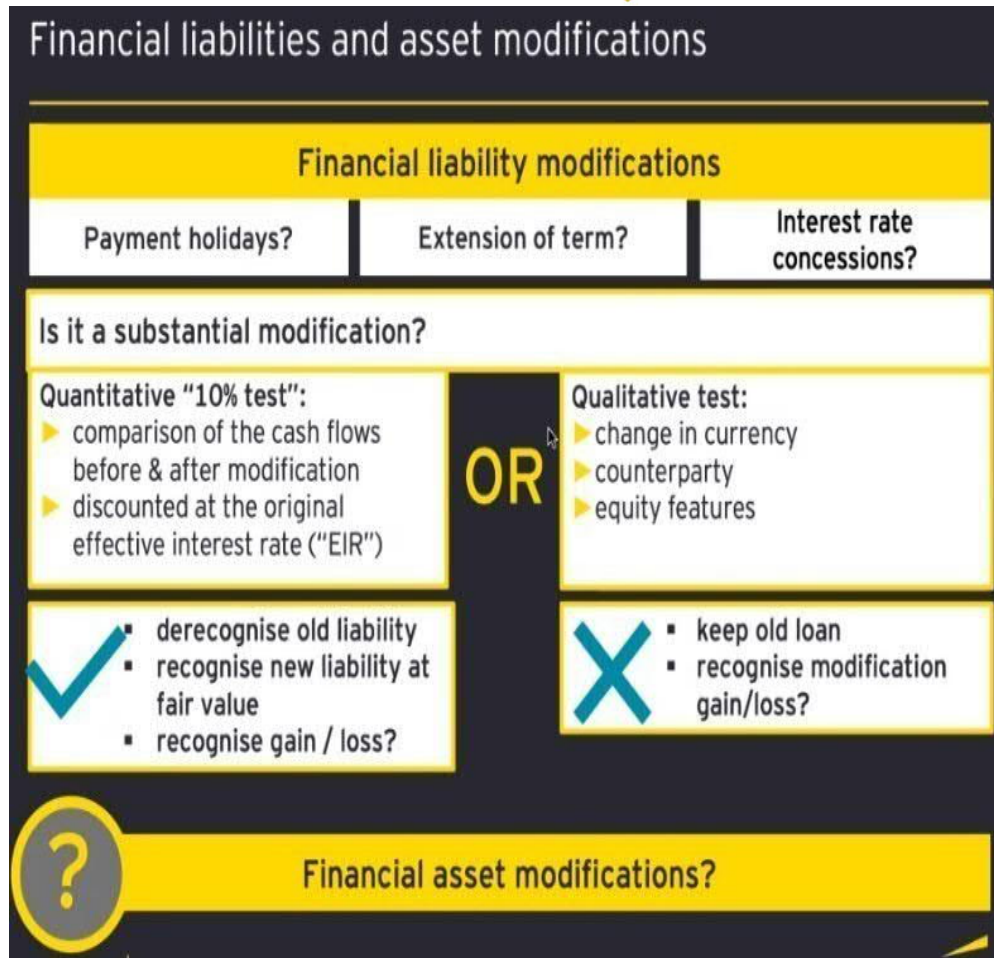 Financial liabilities and asset modifications
Financial liability modifications
Payment holidays?
Extension of term?
Interest rate
concessions?
Is it a substantial modification?
Quantitative "10% test":
comparison of the cash flows
before & after modification
discounted at the original
effective interest rate ("EIR")
OR
Qualitative test:
change in currency
counterparty
equity features
derecognise old liability
recognise new liability at
fair value
recognise gain / loss?
keep old loan
recognise modification
gain/loss?
?
Financial asset modifications?